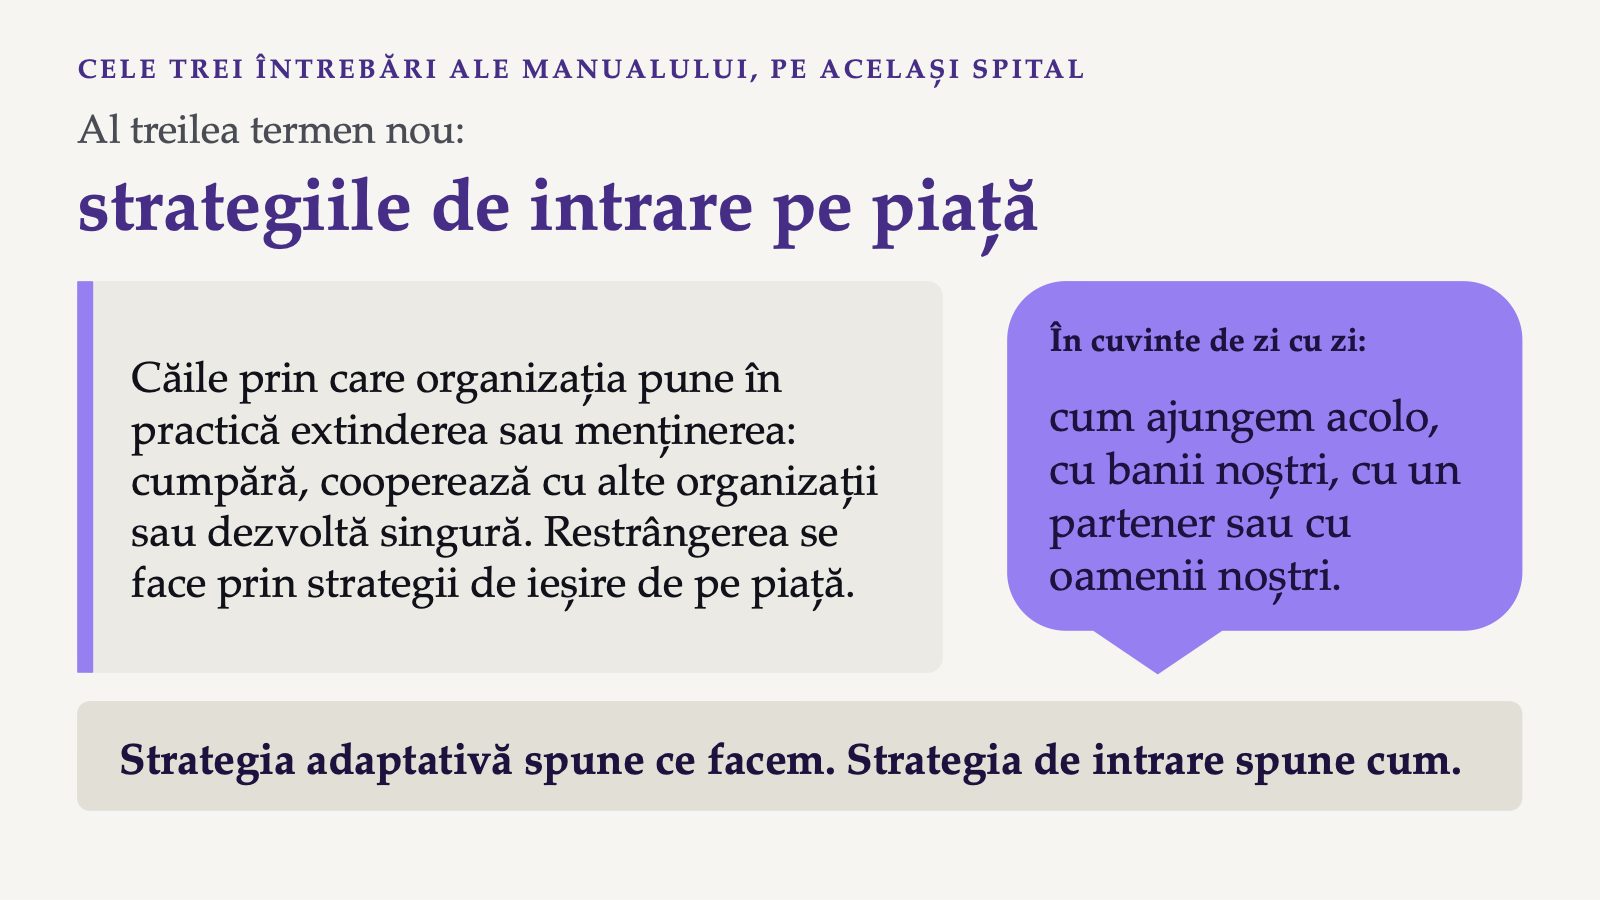 CELE TREI ÎNTREBĂRI ALE MANUALULUI, PE ACELAȘI SPITAL
Al treilea termen nou:
strategiile de intrare pe piață
Căile prin care organizația pune în
practică extinderea sau menținerea:
cumpără, cooperează cu alte organizații
sau dezvoltă singură. Restrângerea se
face prin strategii de ieșire de pe piață.
În cuvinte de zi cu zi:
cum ajungem acolo,
cu banii noștri, cu un
partener sau cu
oamenii noștri.
Strategia adaptativă spune ce facem. Strategia de intrare spune cum.